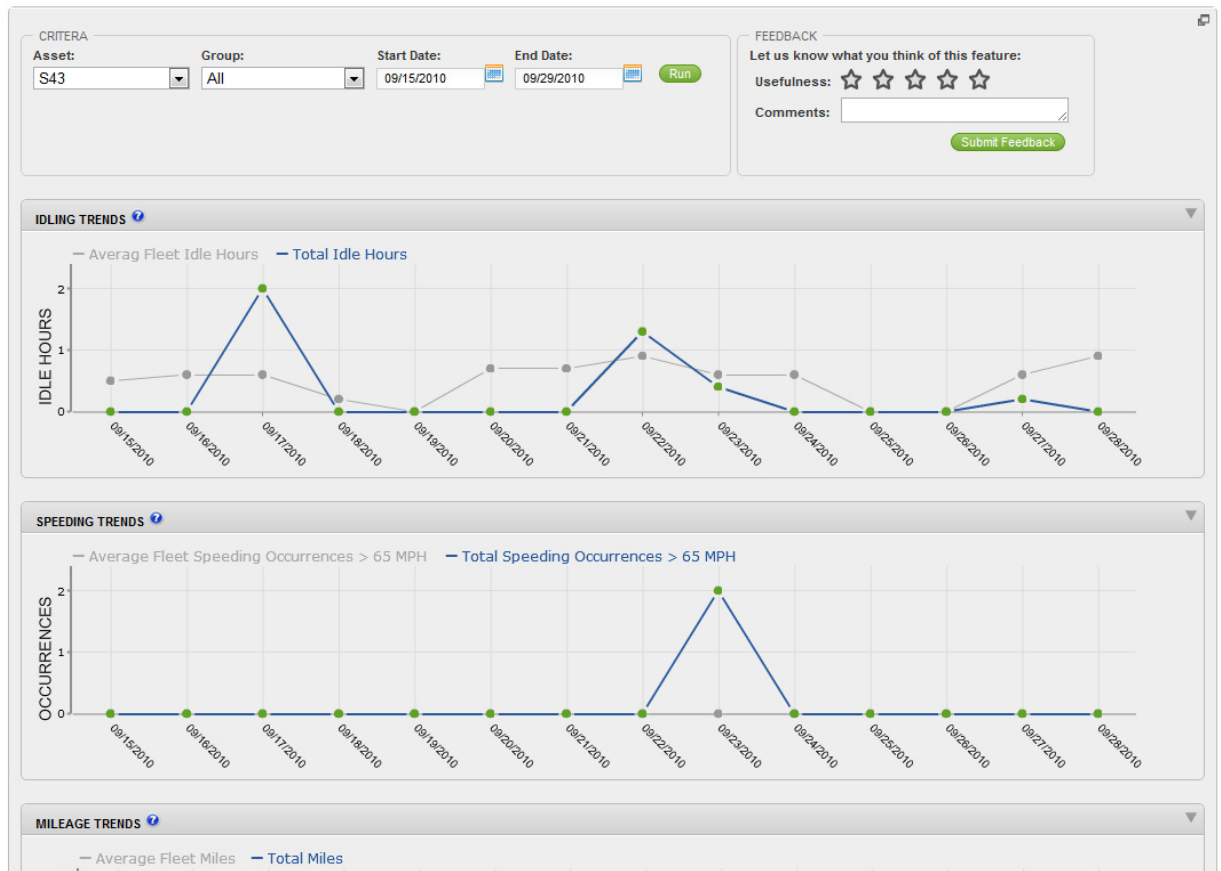 CRITERA
Asset: Group: Start Date: End Date:
S43 All 09/15/2010 09/29/2010 Run
FEEDBACK
Let us know what you think of this feature:
Usefulness:
Comments:
Submit Feedback
IDLING TRENDS ?
Averag Fleet Idle Hours Total Idle Hours
IDLE HOURS
2
1
0
09/15/2010 09/16/2010 09/17/2010 09/18/2010 09/19/2010 09/20/2010 09/21/2010 09/22/2010 09/23/2010 09/24/2010 09/25/2010 09/26/2010 09/27/2010 09/28/2010
SPEEDING TRENDS ?
Average Fleet Speeding Occurrences > 65 MPH Total Speeding Occurrences > 65 MPH
OCCURRENCES
2
1
0
09/15/2010 09/16/2010 09/17/2010 09/18/2010 09/19/2010 09/20/2010 09/21/2010 09/22/2010 09/23/2010 09/24/2010 09/25/2010 09/26/2010 09/27/2010 09/28/2010
MILEAGE TRENDS ?
Average Fleet Miles Total Miles